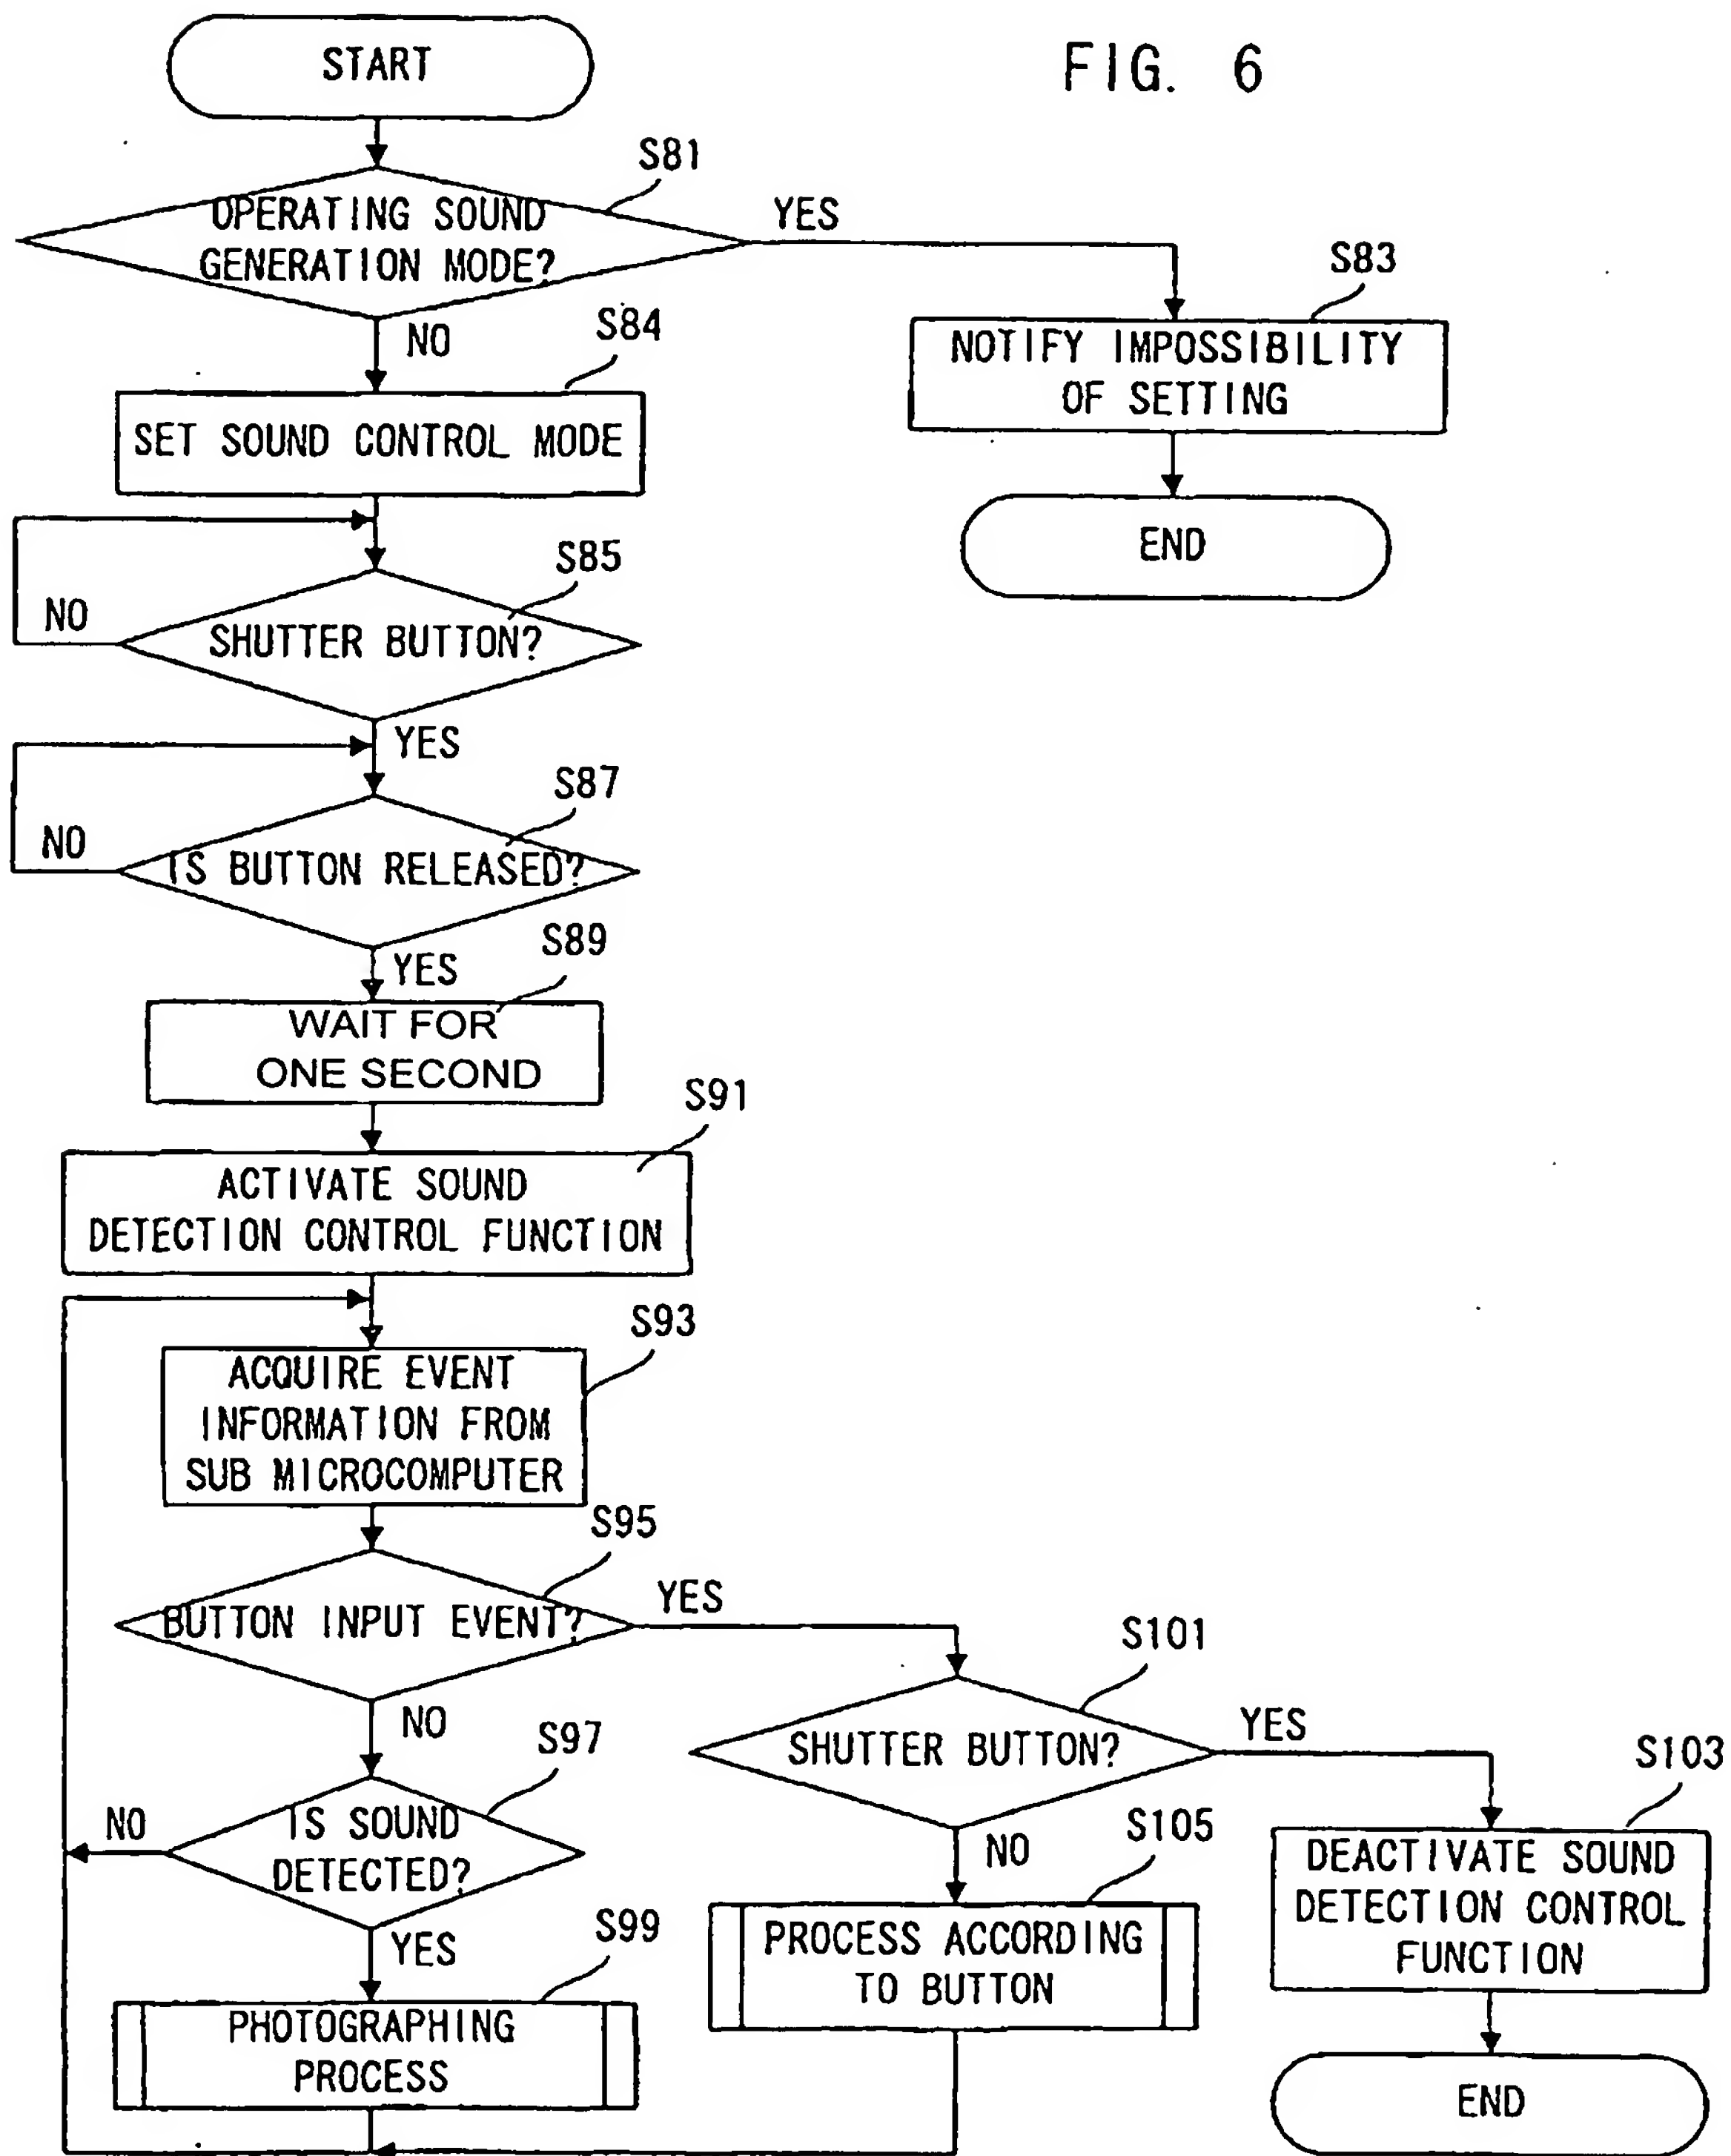 FIG. 6
START
S81
OPERATING SOUND
GENERATION MODE?
YES
S83
NOTIFY IMPOSSIBILITY
OF SETTING
END
NO
S84
SET SOUND CONTROL MODE
S85
NO
SHUTTER BUTTON?
YES
S87
NO
IS BUTTON RELEASED?
YES
S89
WAIT FOR
ONE SECOND
S91
ACTIVATE SOUND
DETECTION CONTROL FUNCTION
S93
ACQUIRE EVENT
INFORMATION FROM
SUB MICROCOMPUTER
S95
BUTTON INPUT EVENT?
YES
NO
S97
NO
IS SOUND
DETECTED?
YES
S99
PHOTOGRAPHING
PROCESS
S101
SHUTTER BUTTON?
YES
NO
S105
PROCESS ACCORDING
TO BUTTON
S103
DEACTIVATE SOUND
DETECTION CONTROL
FUNCTION
END